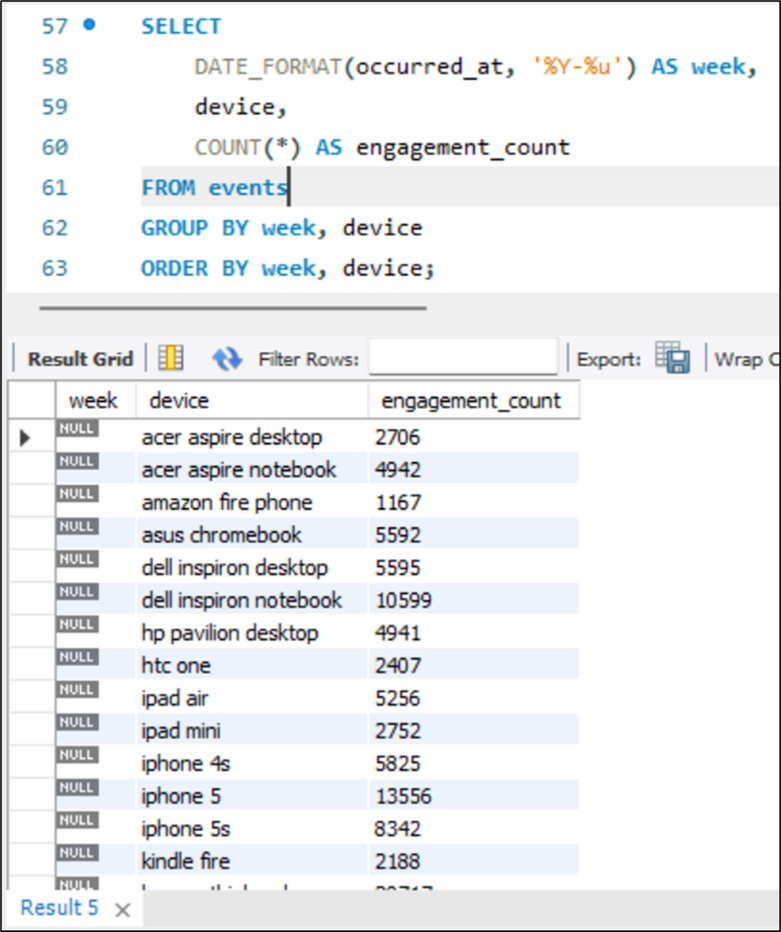 57 SELECT
58 DATE_FORMAT(occurred_at, '%Y-%u') AS week,
59 device,
60 COUNT(*) AS engagement_count
61 FROM events
62 GROUP BY week, device
63 ORDER BY week, device;
Result Grid Filter Rows: Export: Wrap C
week device engagement_count
NULL acer aspire desktop 2706
NULL acer aspire notebook 4942
NULL amazon fire phone 1167
NULL asus chromebook 5592
NULL dell inspiron desktop 5595
NULL dell inspiron notebook 10599
NULL hp pavilion desktop 4941
NULL htc one 2407
NULL ipad air 5256
NULL ipad mini 2752
NULL iphone 4s 5825
NULL iphone 5 13556
NULL iphone 5s 8342
NULL kindle fire 2188
NULL
Result 5